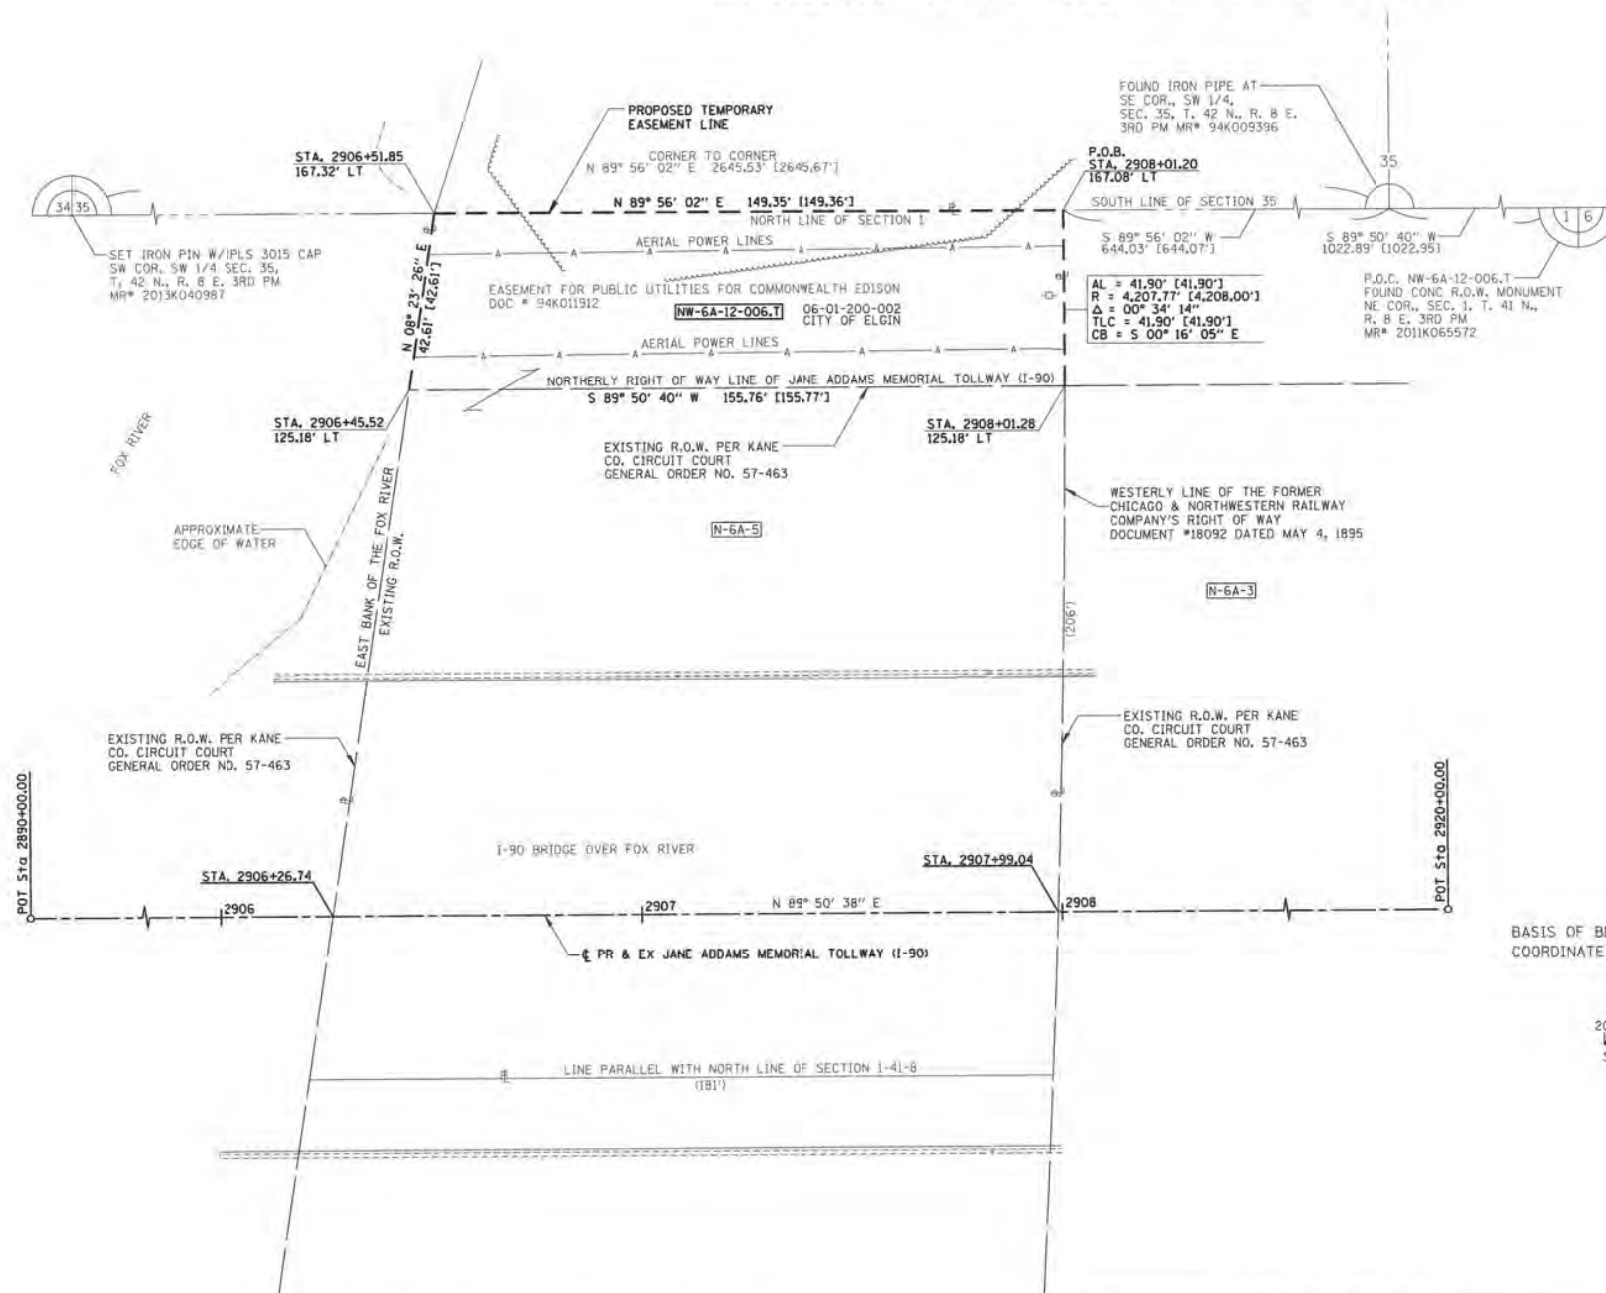 PROPOSED TEMPORARY
EASEMENT LINE
FOUND IRON PIPE AT
SE COR., SW 1/4,
SEC. 35, T. 42 N., R. 8 E.
3RD PM MR# 94K009396
STA. 2906+51.85
167.32' LT
CORNER TO CORNER
N 89° 56' 02" E 2645.53' [2645.67']
P.O.B.
STA. 2908+01.20
167.08' LT
35
34 35
N 89° 56' 02" E 149.35' [149.36']
NORTH LINE OF SECTION 1
SOUTH LINE OF SECTION 35
1 6
SET IRON PIN W/IPLS 3015 CAP
SW COR. SW 1/4 SEC. 35,
T. 42 N., R. 8 E. 3RD PM
MR# 2013K040987
N 08° 23' 26" E
42.61' [42.61']
AERIAL POWER LINES
S 89° 56' 02" W
644.03' [644.07']
S 89° 50' 40" W
1022.89' [1022.95]
EASEMENT FOR PUBLIC UTILITIES FOR COMMONWEALTH EDISON
DOC # 94K011912
NW-6A-12-006.T
06-01-200-002
CITY OF ELGIN
AL = 41.90' [41.90']
R = 4,207.77' [4,208.00']
Δ = 00° 34' 14"
TLC = 41.90' [41.90']
CB = S 00° 16' 05" E
P.O.C. NW-6A-12-006.T
FOUND CONC R.O.W. MONUMENT
NE COR., SEC. 1, T. 41 N.,
R. 8 E. 3RD PM
MR# 2011K065572
AERIAL POWER LINES
NORTHERLY RIGHT OF WAY LINE OF JANE ADDAMS MEMORIAL TOLLWAY (I-90)
S 89° 50' 40" W 155.76' [155.77']
STA. 2906+45.52
125.18' LT
STA. 2908+01.28
125.18' LT
FOX RIVER
EXISTING R.O.W. PER KANE
CO. CIRCUIT COURT
GENERAL ORDER NO. 57-463
APPROXIMATE
EDGE OF WATER
EAST BANK OF THE FOX RIVER
EXISTING R.O.W.
N-6A-5
WESTERLY LINE OF THE FORMER
CHICAGO & NORTHWESTERN RAILWAY
COMPANY'S RIGHT OF WAY
DOCUMENT #18092 DATED MAY 4, 1895
N-6A-3
(206')
EXISTING R.O.W. PER KANE
CO. CIRCUIT COURT
GENERAL ORDER NO. 57-463
EXISTING R.O.W. PER KANE
CO. CIRCUIT COURT
GENERAL ORDER NO. 57-463
POT Sta 2890+00.00
POT Sta 2920+00.00
I-90 BRIDGE OVER FOX RIVER
STA. 2906+26.74
STA. 2907+99.04
2906
2907
N 89° 50' 38" E
2908
℄ PR & EX JANE ADDAMS MEMORIAL TOLLWAY (I-90)
BASIS OF
COORDINATE
LINE PARALLEL WITH NORTH LINE OF SECTION 1-41-8
(181')